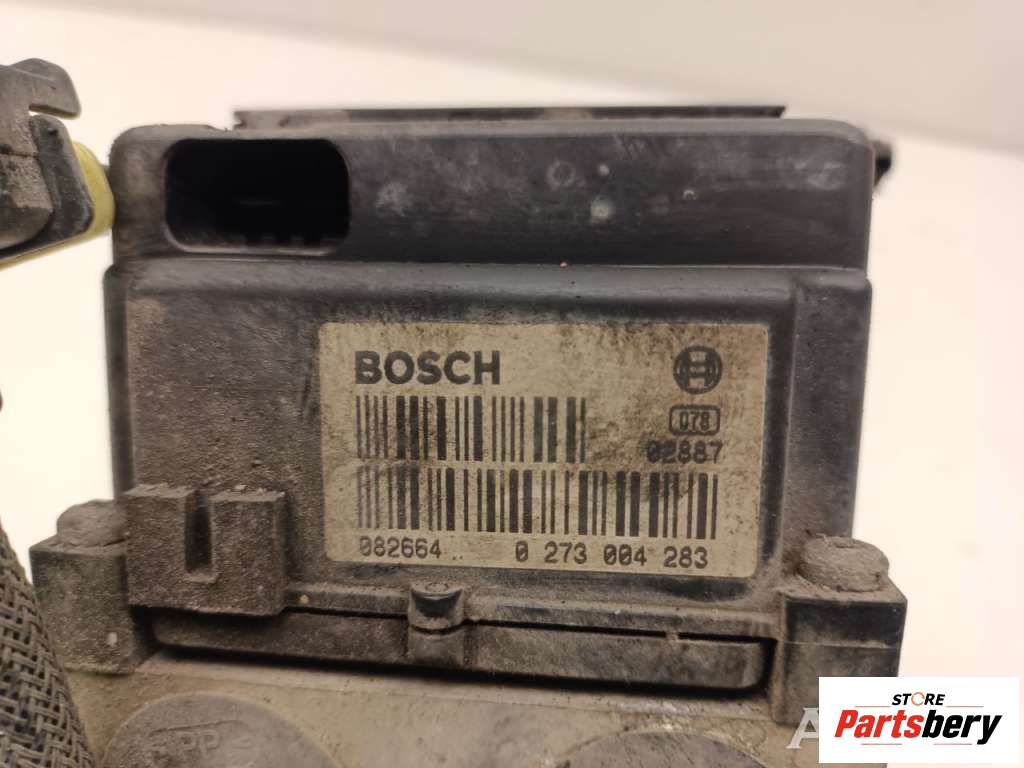 BOSCH
078
02887
082664 0 273 004 283
STORE
Partsbery